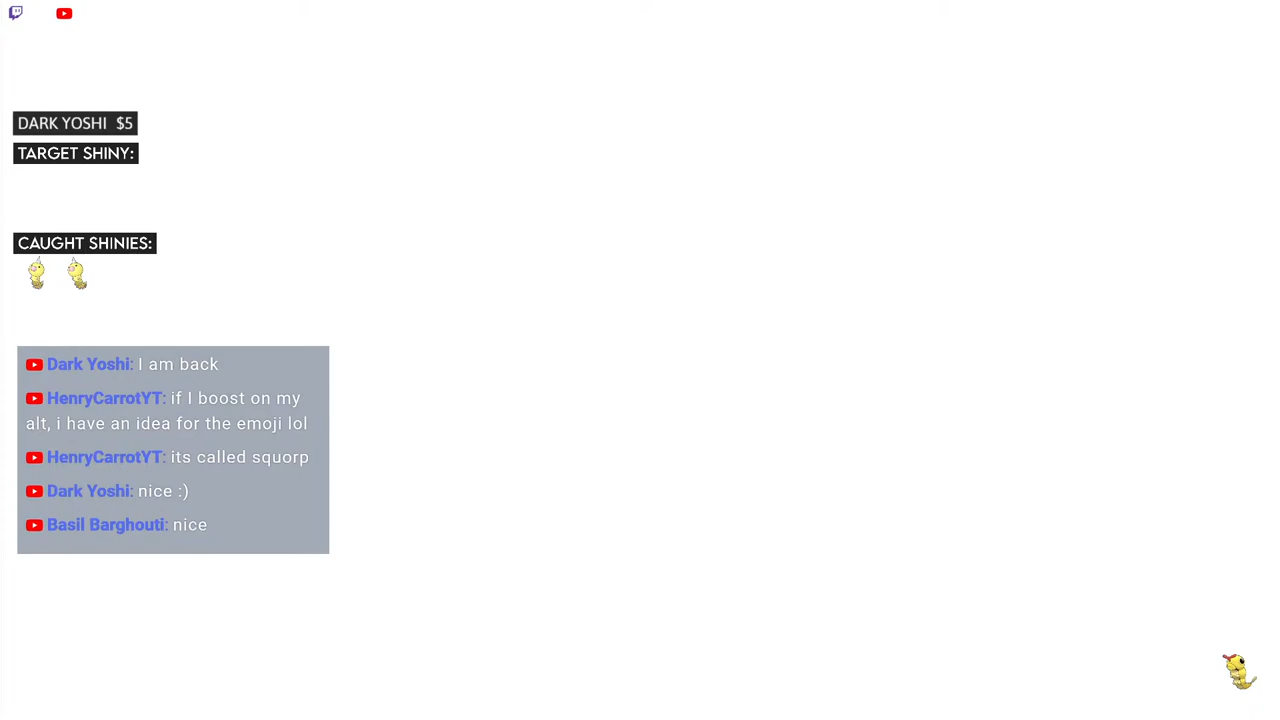 DARK YOSHI $5
TARGET SHINY:
CAUGHT SHINIES:
Dark Yoshi: I am back
HenryCarrotYT: if I boost on my
alt, i have an idea for the emoji lol
HenryCarrotYT: its called squorp
Dark Yoshi: nice :)
Basil Barghouti: nice